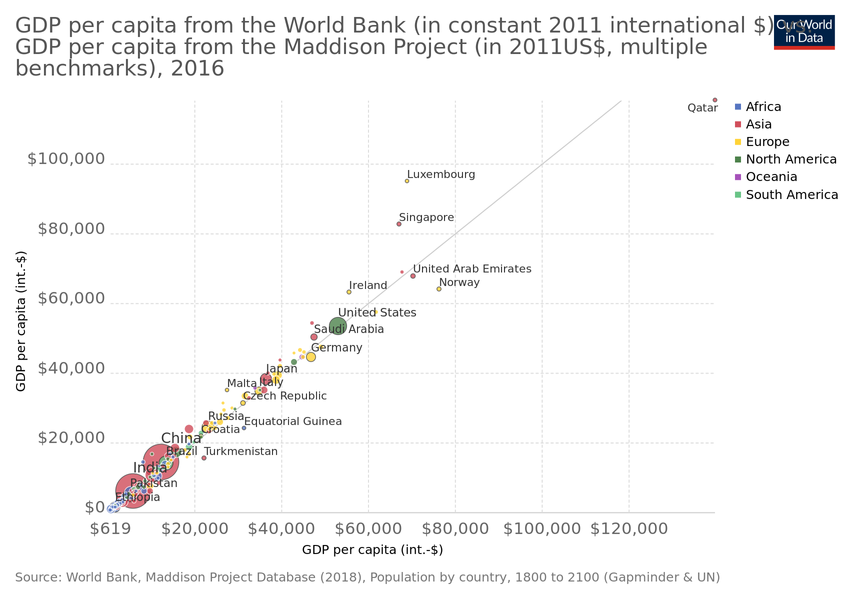 GDP per capita from the World Bank (in constant 2011 international $)
GDP per capita from the Maddison Project (in 2011US$, multiple
benchmarks), 2016
Our World
in Data
Qatar
Africa
Asia
Europe
North America
Oceania
South America
$100,000
Luxembourg
Singapore
$80,000
United Arab Emirates
Norway
Ireland
$60,000
United States
Saudi Arabia
Germany
$40,000
Japan
Malta
Italy
Czech Republic
Russia
Equatorial Guinea
Croatia
$20,000
China
Brazil
Turkmenistan
India
Pakistan
Ethiopia
$0
$619
$20,000
$40,000
$60,000
$80,000
$100,000
$120,000
GDP per capita (int.-$)
GDP per capita (int.-$)
Source: World Bank, Maddison Project Database (2018), Population by country, 1800 to 2100 (Gapminder & UN)